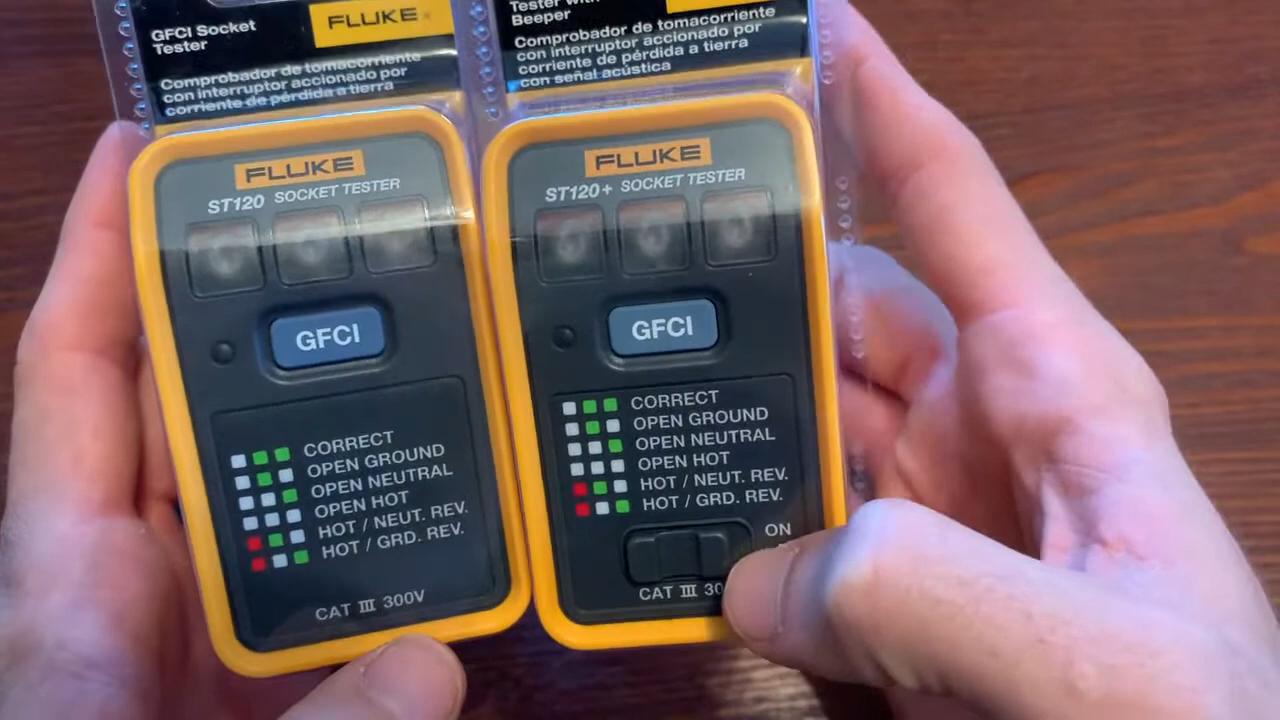 GFCI Socket
Tester
FLUKE
Comprobador de tomacorriente
con interruptor accionado por
corriente de pérdida a tierra
FLUKE
ST120 SOCKET TESTER
GFCI
CORRECT
OPEN GROUND
OPEN NEUTRAL
OPEN HOT
HOT / NEUT. REV.
HOT / GRD. REV.
CAT III 300V
Tester with
Beeper
FLUKE
Comprobador de tomacorriente
con interruptor accionado por
corriente de pérdida a tierra
con señal acústica
FLUKE
ST120+ SOCKET TESTER
GFCI
CORRECT
OPEN GROUND
OPEN NEUTRAL
OPEN HOT
HOT / NEUT. REV.
HOT / GRD. REV.
ON
CAT III 30